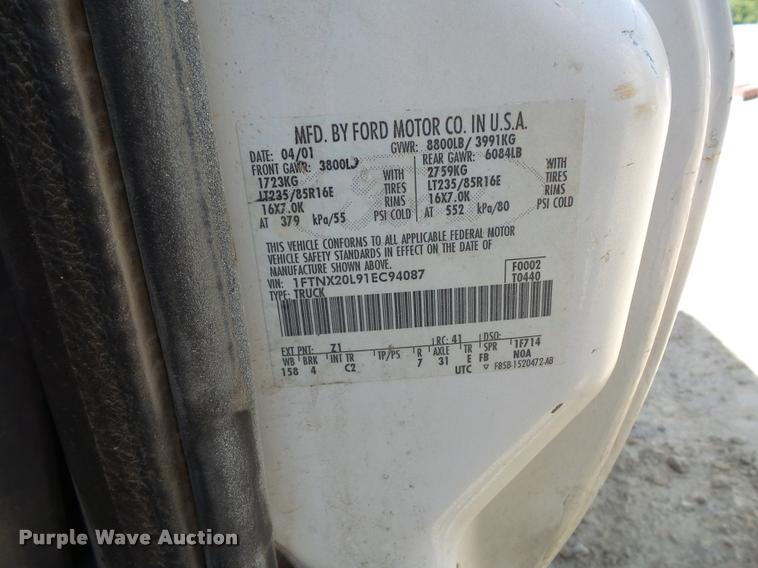 MFD. BY FORD MOTOR CO. IN U.S.A.
DATE: 04/01 GVWR: 8800LB/ 3991KG
FRONT GAWR: 3800LB REAR GAWR: 6084LB
1723KG WITH 2759KG WITH
LT235/85R16E TIRES LT235/85R16E TIRES
16X7.0K RIMS 16X7.0K RIMS
AT 379 kPa/55 PSI COLD AT 552 kPa/80 PSI COLD
THIS VEHICLE CONFORMS TO ALL APPLICABLE FEDERAL MOTOR
VEHICLE SAFETY STANDARDS IN EFFECT ON THE DATE OF
MANUFACTURE SHOWN ABOVE.
VIN: 1FTNX20L91EC94087 F0002
TYPE: TRUCK T0440
EXT PNT: Z1 RC: 41 DSO:
WB BRK INT TR TP/PS R AXLE TR SPR 1F714
158 4 C2 7 31 E FB N0A
UTC ▽ F85B-1520472-AB
Purple Wave Auction